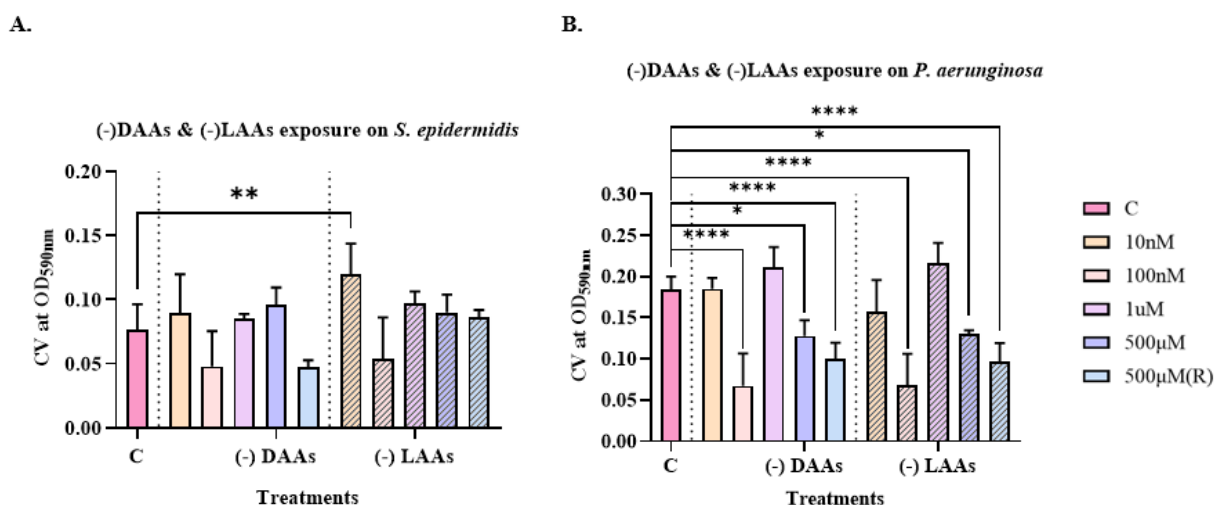 A.
(-)DAAs & (-)LAAs exposure on S. epidermidis
0.20
**
0.15
0.10
0.05
0.00
CV at OD590nm
C
(-) DAAs
(-) LAAs
Treatments
B.
(-)DAAs & (-)LAAs exposure on P. aerunginosa
****
*
****
****
*
****
0.30
0.25
0.20
0.15
0.10
0.05
0.00
CV at OD590nm
C
(-) DAAs
(-) LAAs
Treatments
C
10nM
100nM
1uM
500μM
500μM(R)